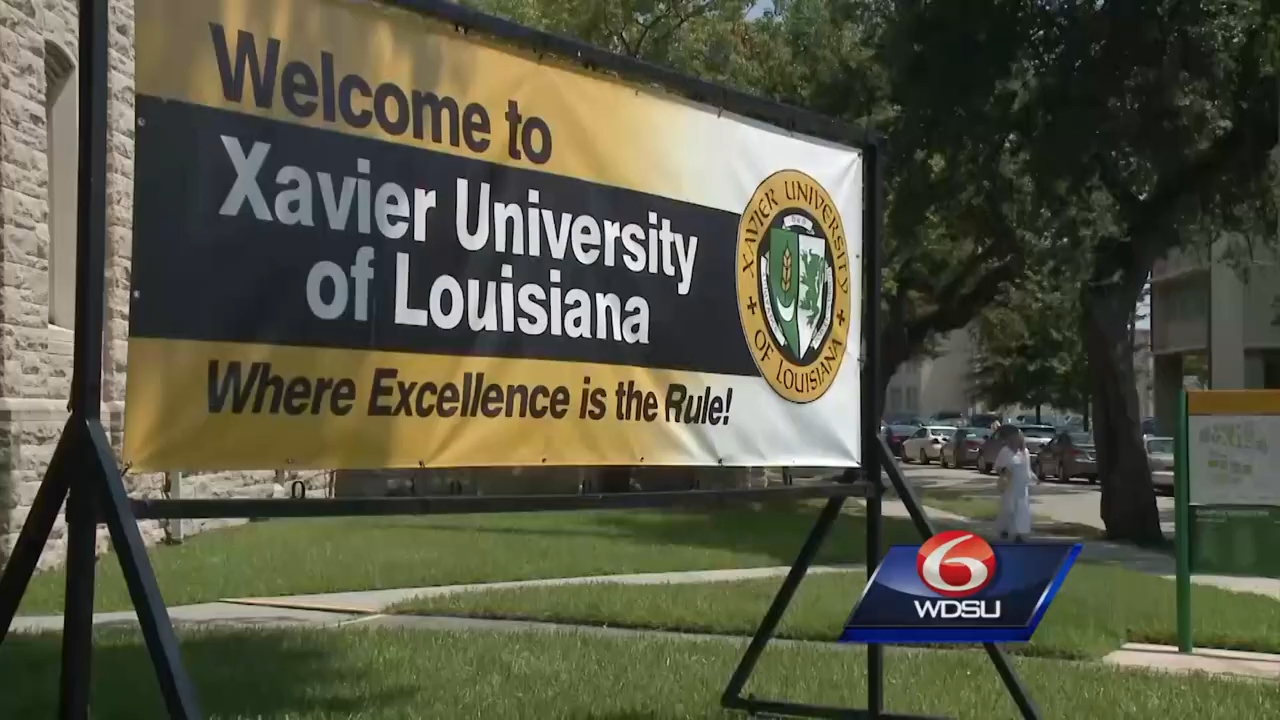 Welcome to
Xavier University
of Louisiana
Where Excellence is the Rule!
XAVIER UNIVERSITY
OF LOUISIANA
6
WDSU